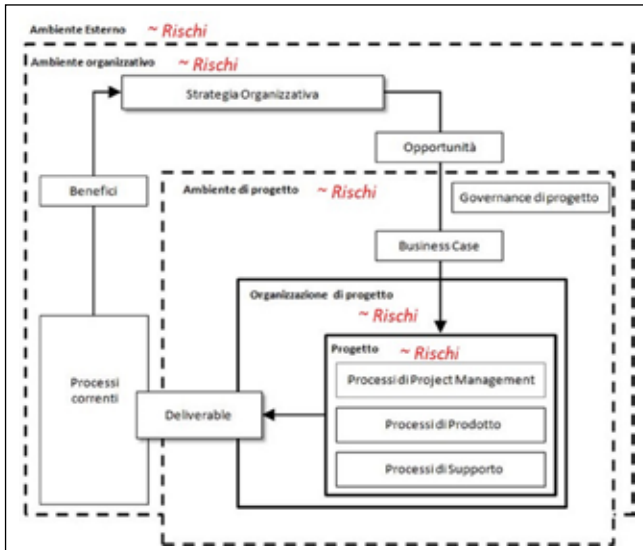 Ambiente Esterno ~ Rischi
Ambiente organizzativo ~ Rischi
Strategia Organizzativa
Opportunità
Benefici
Ambiente di progetto ~ Rischi
Governance di progetto
Business Case
Organizzazione di progetto
~ Rischi
Progetto ~ Rischi
Processi di Project Management
Processi
correnti
Deliverable
Processi di Prodotto
Processi di Supporto